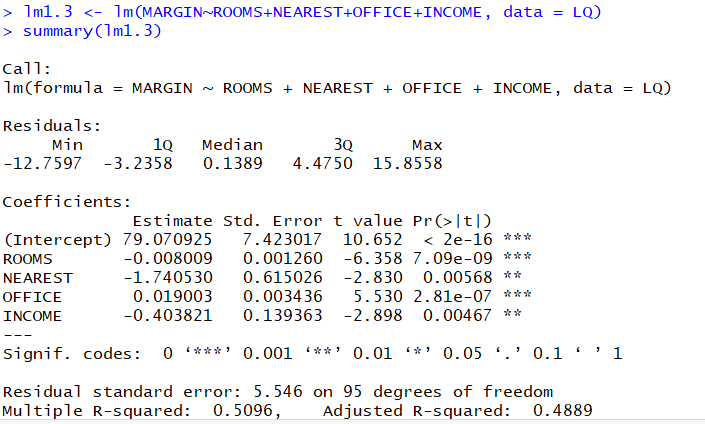 > lm1.3 <- lm(MARGIN~ROOMS+NEAREST+OFFICE+INCOME, data = LQ)
> summary(lm1.3)
Call:
lm(formula = MARGIN ~ ROOMS + NEAREST + OFFICE + INCOME, data = LQ)
Residuals:
     Min       1Q   Median       3Q      Max
-12.7597  -3.2358   0.1389   4.4750  15.8558
Coefficients:
             Estimate Std. Error t value Pr(>|t|)
(Intercept) 79.070925   7.423017  10.652  < 2e-16 ***
ROOMS       -0.008009   0.001260  -6.358 7.09e-09 ***
NEAREST     -1.740530   0.615026  -2.830  0.00568 **
OFFICE       0.019003   0.003436   5.530 2.81e-07 ***
INCOME      -0.403821   0.139363  -2.898  0.00467 **
---
Signif. codes:  0 ‘***’ 0.001 ‘**’ 0.01 ‘*’ 0.05 ‘.’ 0.1 ‘ ’ 1
Residual standard error: 5.546 on 95 degrees of freedom
Multiple R-squared:  0.5096,    Adjusted R-squared:  0.4889